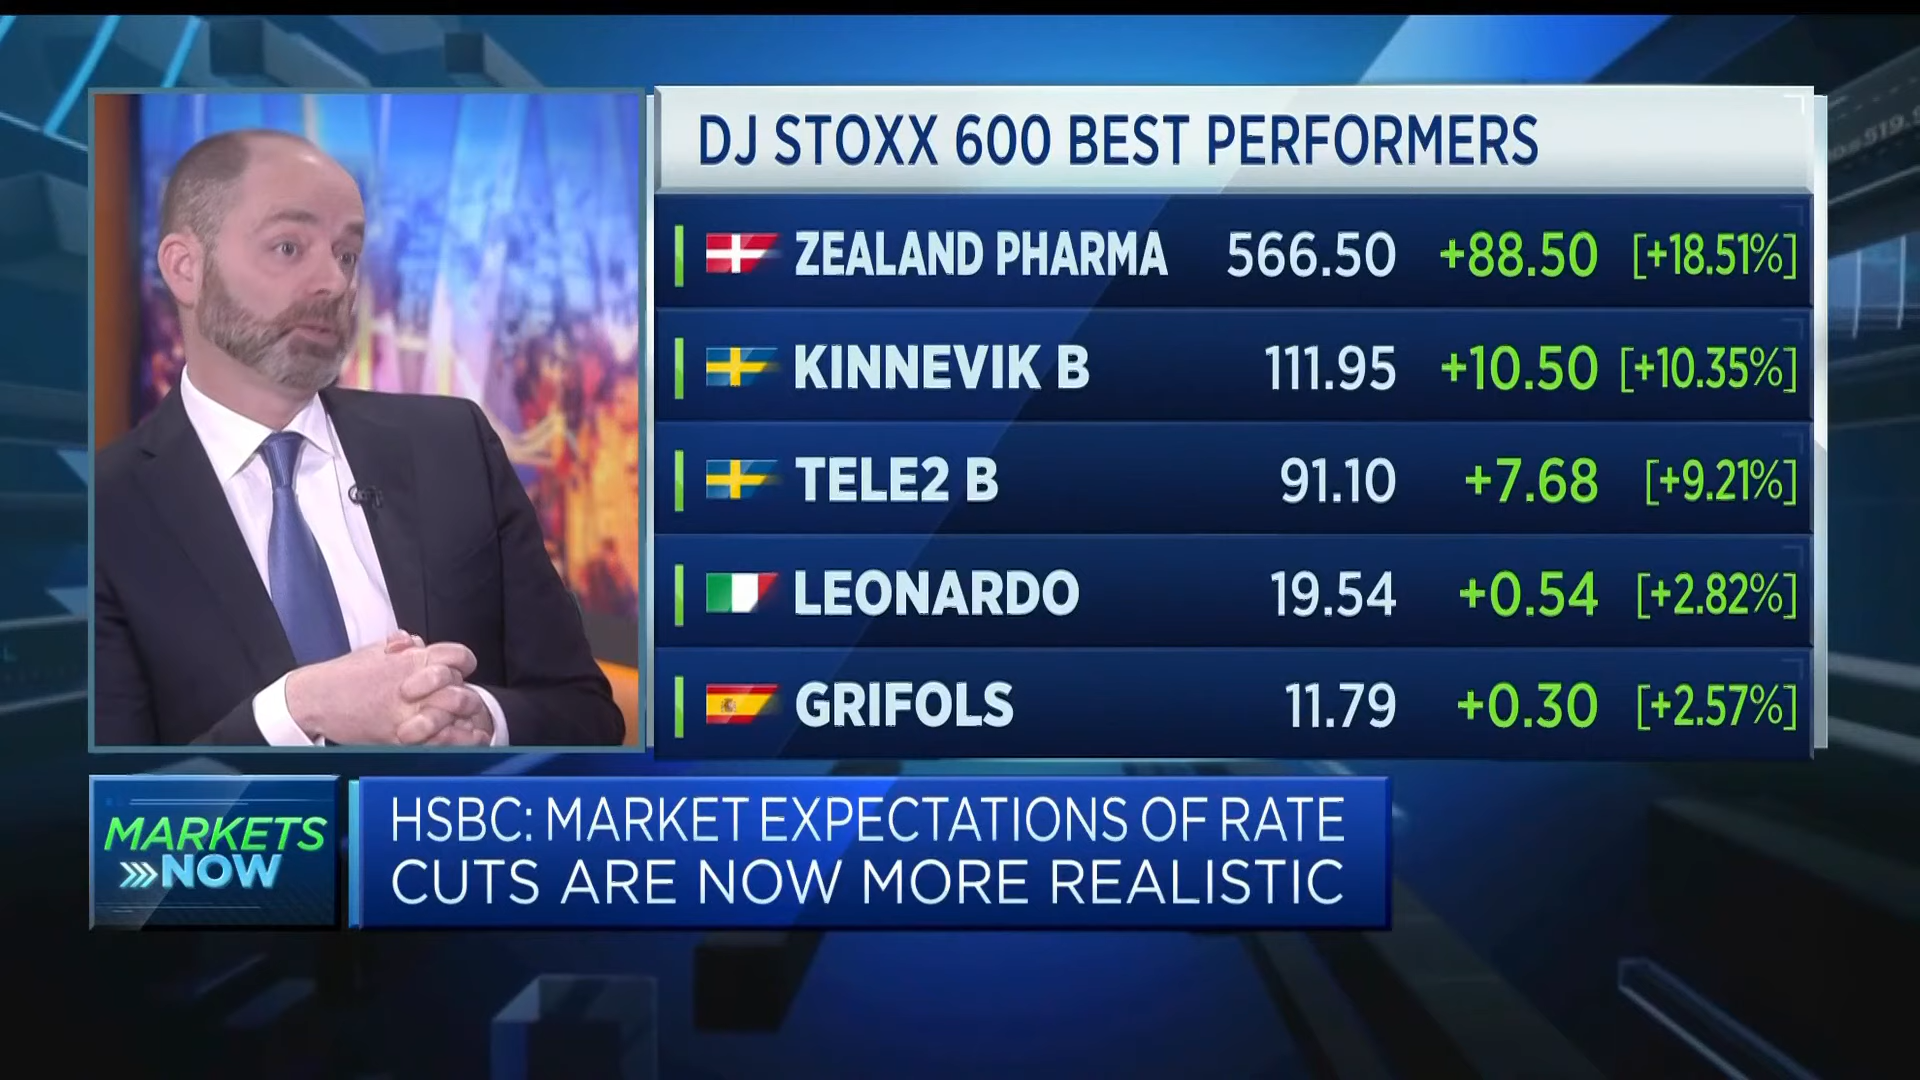 DJ STOXX 600 BEST PERFORMERS
ZEALAND PHARMA 566.50 +88.50 [+18.51%]
KINNEVIK B 111.95 +10.50 [+10.35%]
TELE2 B 91.10 +7.68 [+9.21%]
LEONARDO 19.54 +0.54 [+2.82%]
GRIFOLS 11.79 +0.30 [+2.57%]
MARKETS
NOW
HSBC: MARKET EXPECTATIONS OF RATE
CUTS ARE NOW MORE REALISTIC